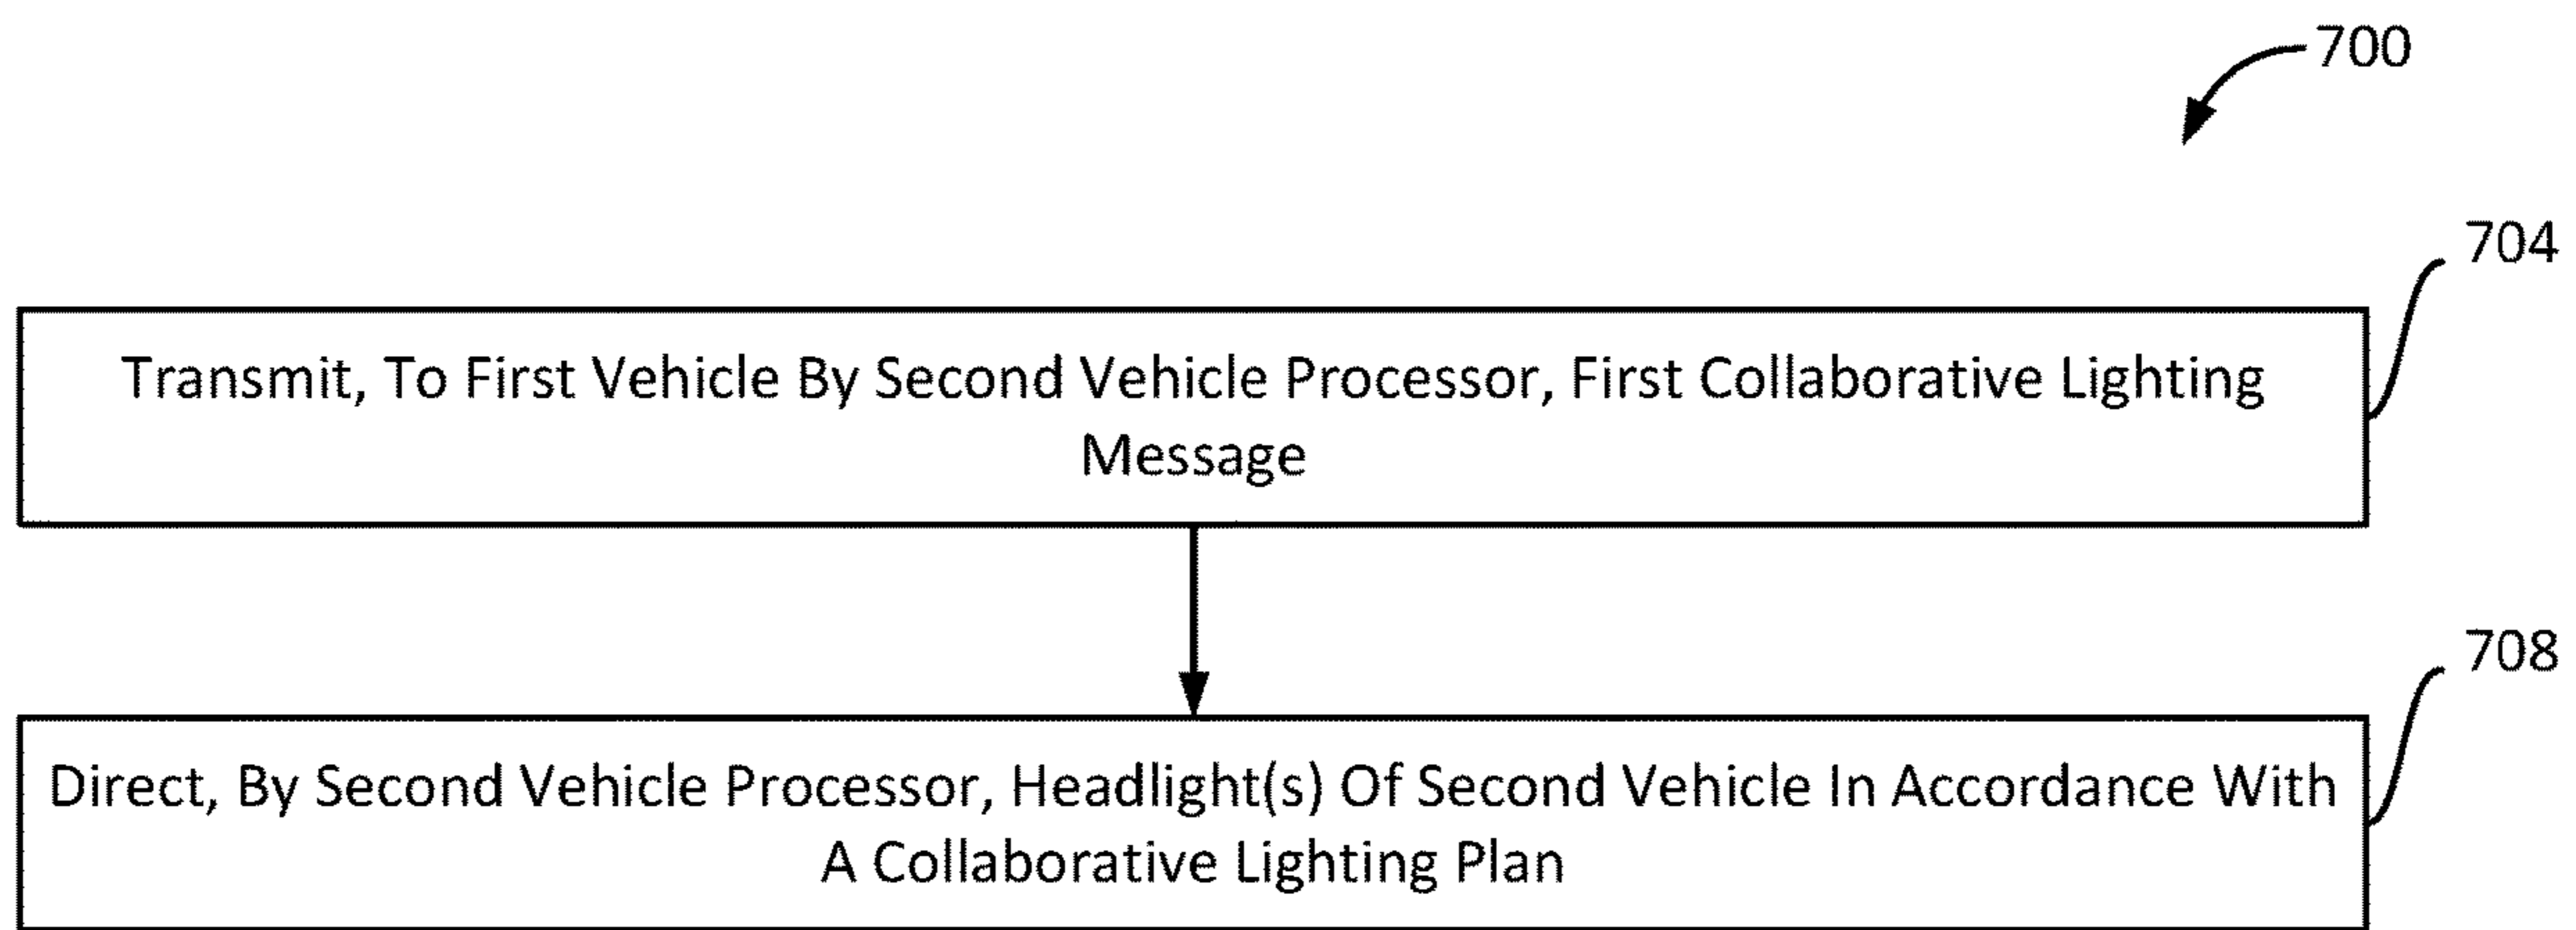 700
704
Transmit, To First Vehicle By Second Vehicle Processor, First Collaborative Lighting
Message
708
Direct, By Second Vehicle Processor, Headlight(s) Of Second Vehicle In Accordance With
A Collaborative Lighting Plan